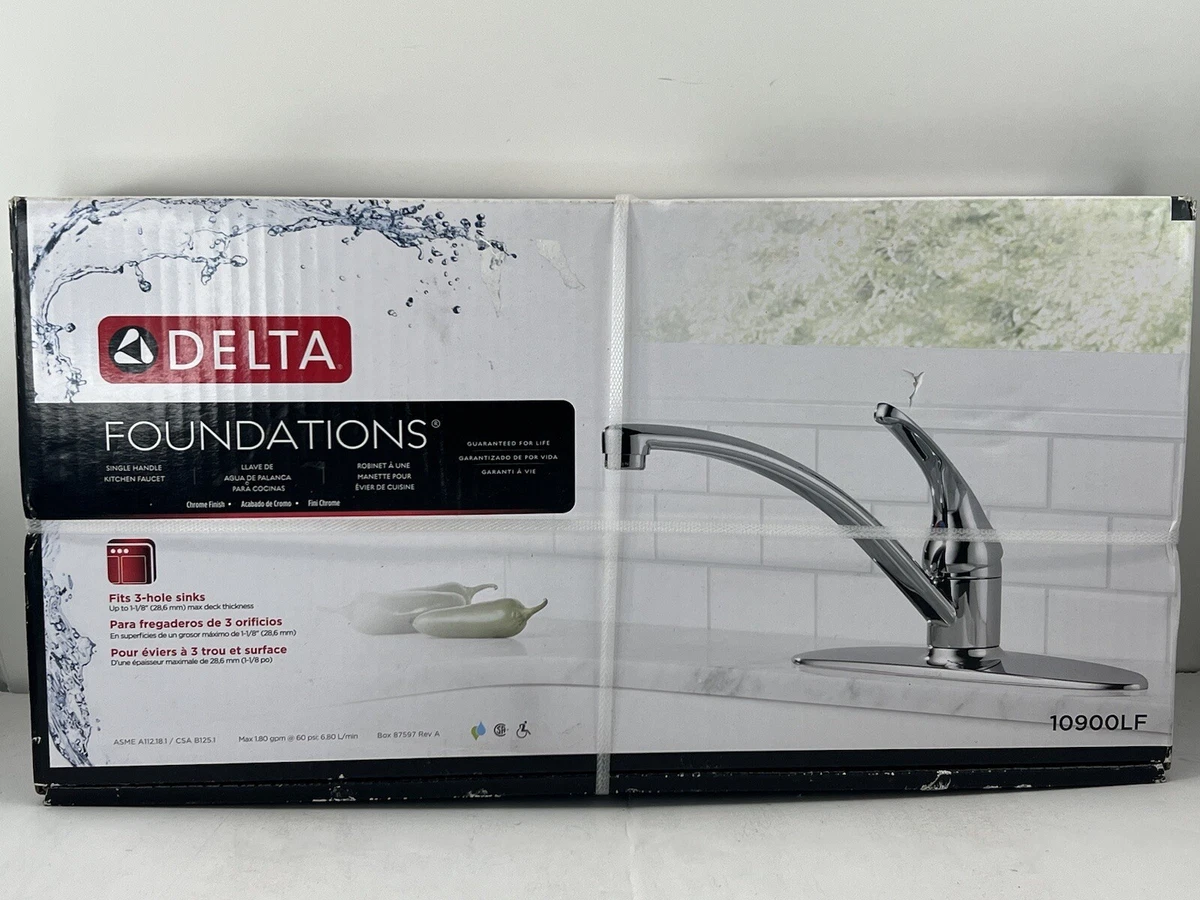 DELTA
FOUNDATIONS®
SINGLE HANDLE
KITCHEN FAUCET
LLAVE DE
AGUA DE PALANCA
PARA COCINAS
ROBINET À UNE
MANETTE POUR
ÉVIER DE CUISINE
GUARANTEED FOR LIFE
GARANTIZADO DE POR VIDA
GARANTI À VIE
Chrome Finish • Acabado de Cromo • Fini Chrome
Fits 3-hole sinks
Up to 1-1/8" (28,6 mm) max deck thickness
Para fregaderos de 3 orificios
En superficies de un grosor máximo de 1-1/8" (28,6 mm)
Pour éviers à 3 trou et surface
D'une épaisseur maximale de 28,6 mm (1-1/8 po)
ASME A112.18.1 / CSA B125.1 Max 1.80 gpm @ 60 psi; 6.80 L/min Box 87597 Rev A
10900LF